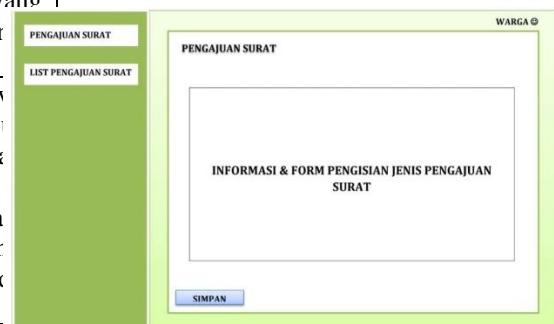 WARGA ☺
PENGAJUAN SURAT
LIST PENGAJUAN SURAT
PENGAJUAN SURAT
INFORMASI & FORM PENGISIAN JENIS PENGAJUAN
SURAT
SIMPAN